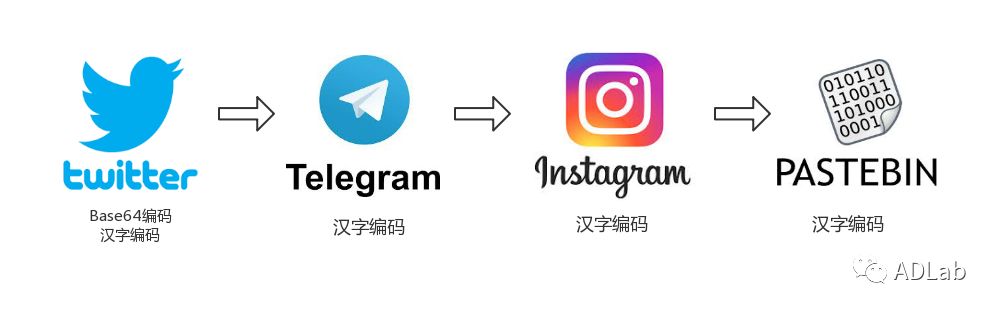 twitter
Base64编码
汉字编码
Telegram
汉字编码
Instagram
汉字编码
010110
110011
101000
0001
PASTEBIN
汉字编码
ADLab